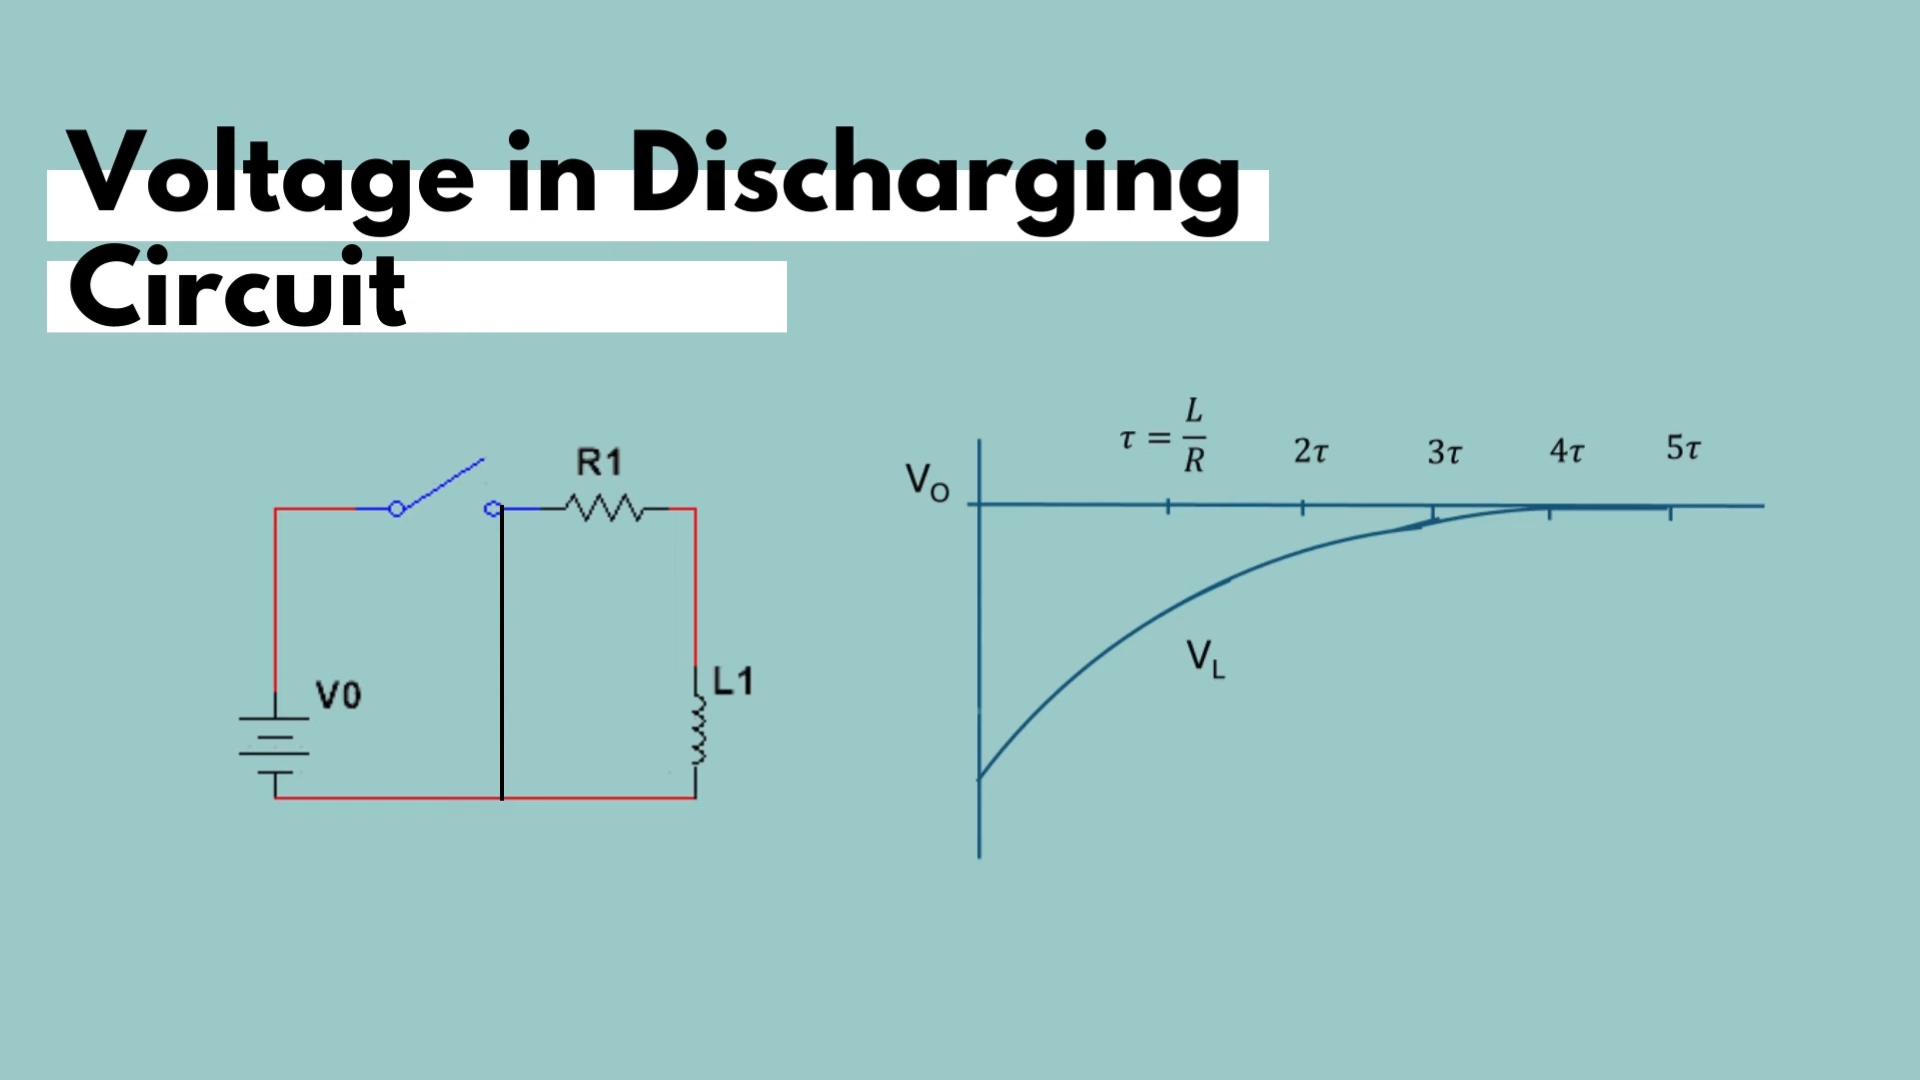 Voltage in Discharging
Circuit
R1
V0
L1
τ = L/R
2τ
3τ
4τ
5τ
VO
VL